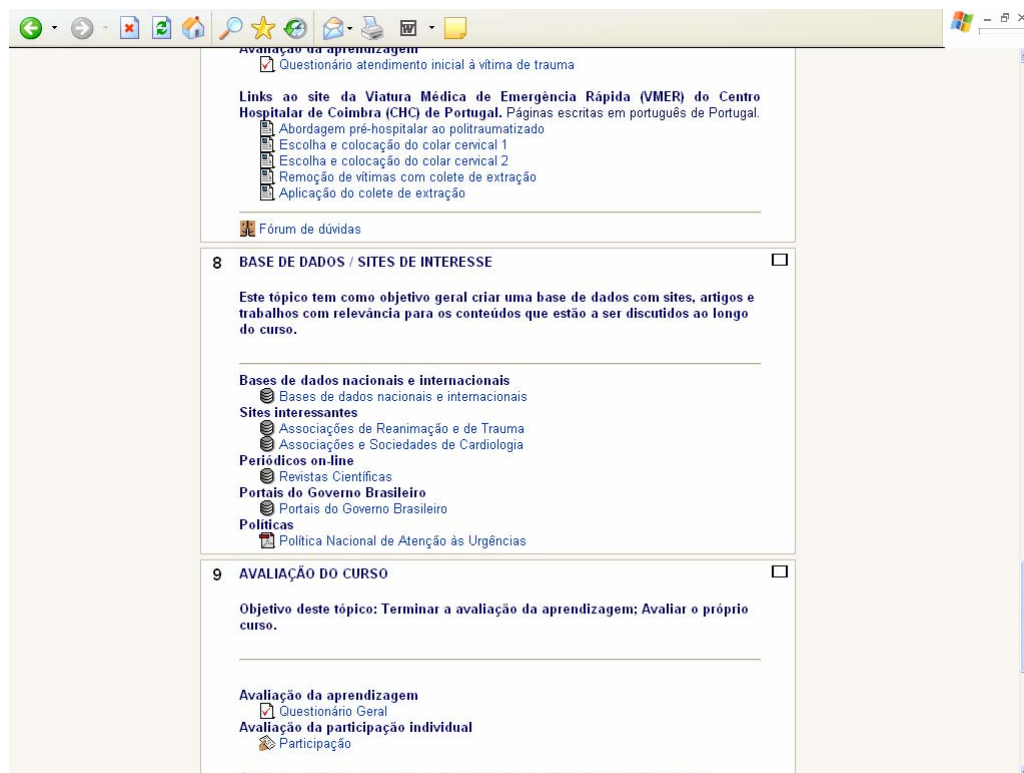 Avaliação da aprendizagem
Questionário atendimento inicial à vítima de trauma
Links ao site da Viatura Médica de Emergência Rápida (VMER) do Centro
Hospitalar de Coimbra (CHC) de Portugal. Páginas escritas em português de Portugal.
Abordagem pré-hospitalar ao politraumatizado
Escolha e colocação do colar cervical 1
Escolha e colocação do colar cervical 2
Remoção de vítimas com colete de extração
Aplicação do colete de extração
Fórum de dúvidas
8 BASE DE DADOS / SITES DE INTERESSE
Este tópico tem como objetivo geral criar uma base de dados com sites, artigos e
trabalhos com relevância para os conteúdos que estão a ser discutidos ao longo
do curso.
Bases de dados nacionais e internacionais
Bases de dados nacionais e internacionais
Sites interessantes
Associações de Reanimação e de Trauma
Associações e Sociedades de Cardiologia
Periódicos on-line
Revistas Científicas
Portais do Governo Brasileiro
Portais do Governo Brasileiro
Políticas
Política Nacional de Atenção às Urgências
9 AVALIAÇÃO DO CURSO
Objetivo deste tópico: Terminar a avaliação da aprendizagem; Avaliar o próprio
curso.
Avaliação da aprendizagem
Questionário Geral
Avaliação da participação individual
Participação